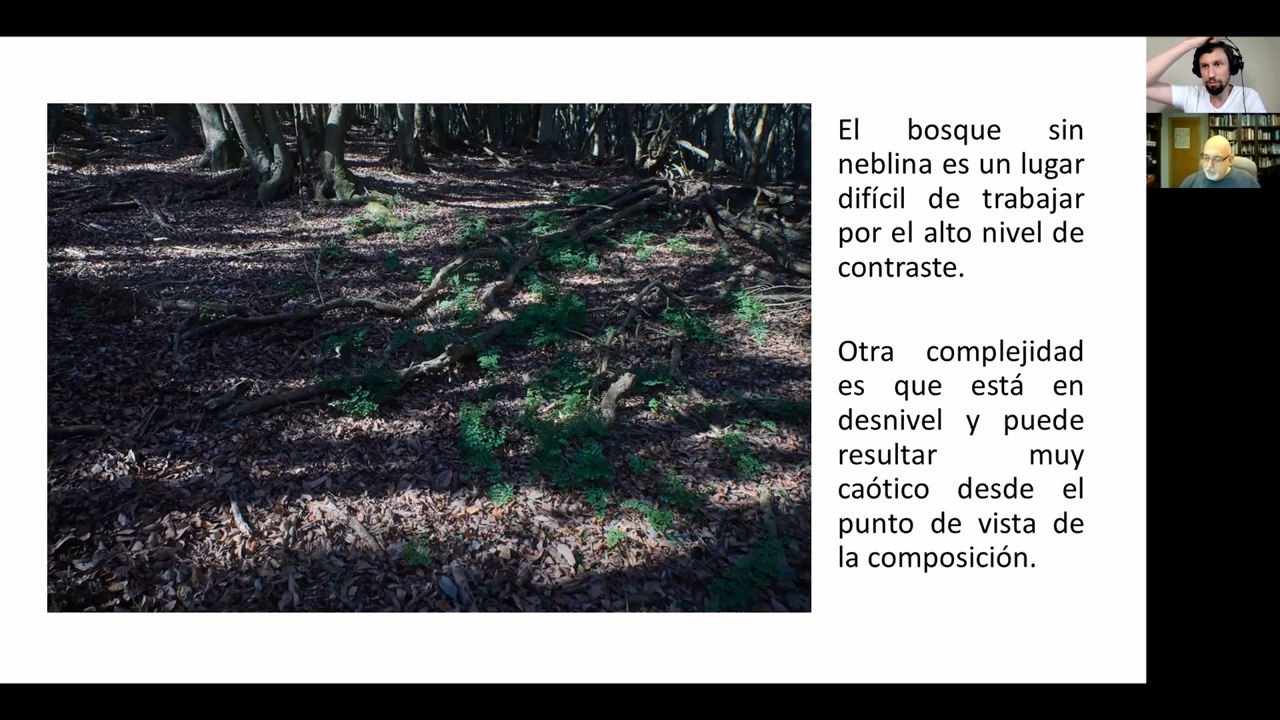 El bosque sin
neblina es un lugar
difícil de trabajar
por el alto nivel de
contraste.
Otra complejidad
es que está en
desnivel y puede
resultar muy
caótico desde el
punto de vista de
la composición.